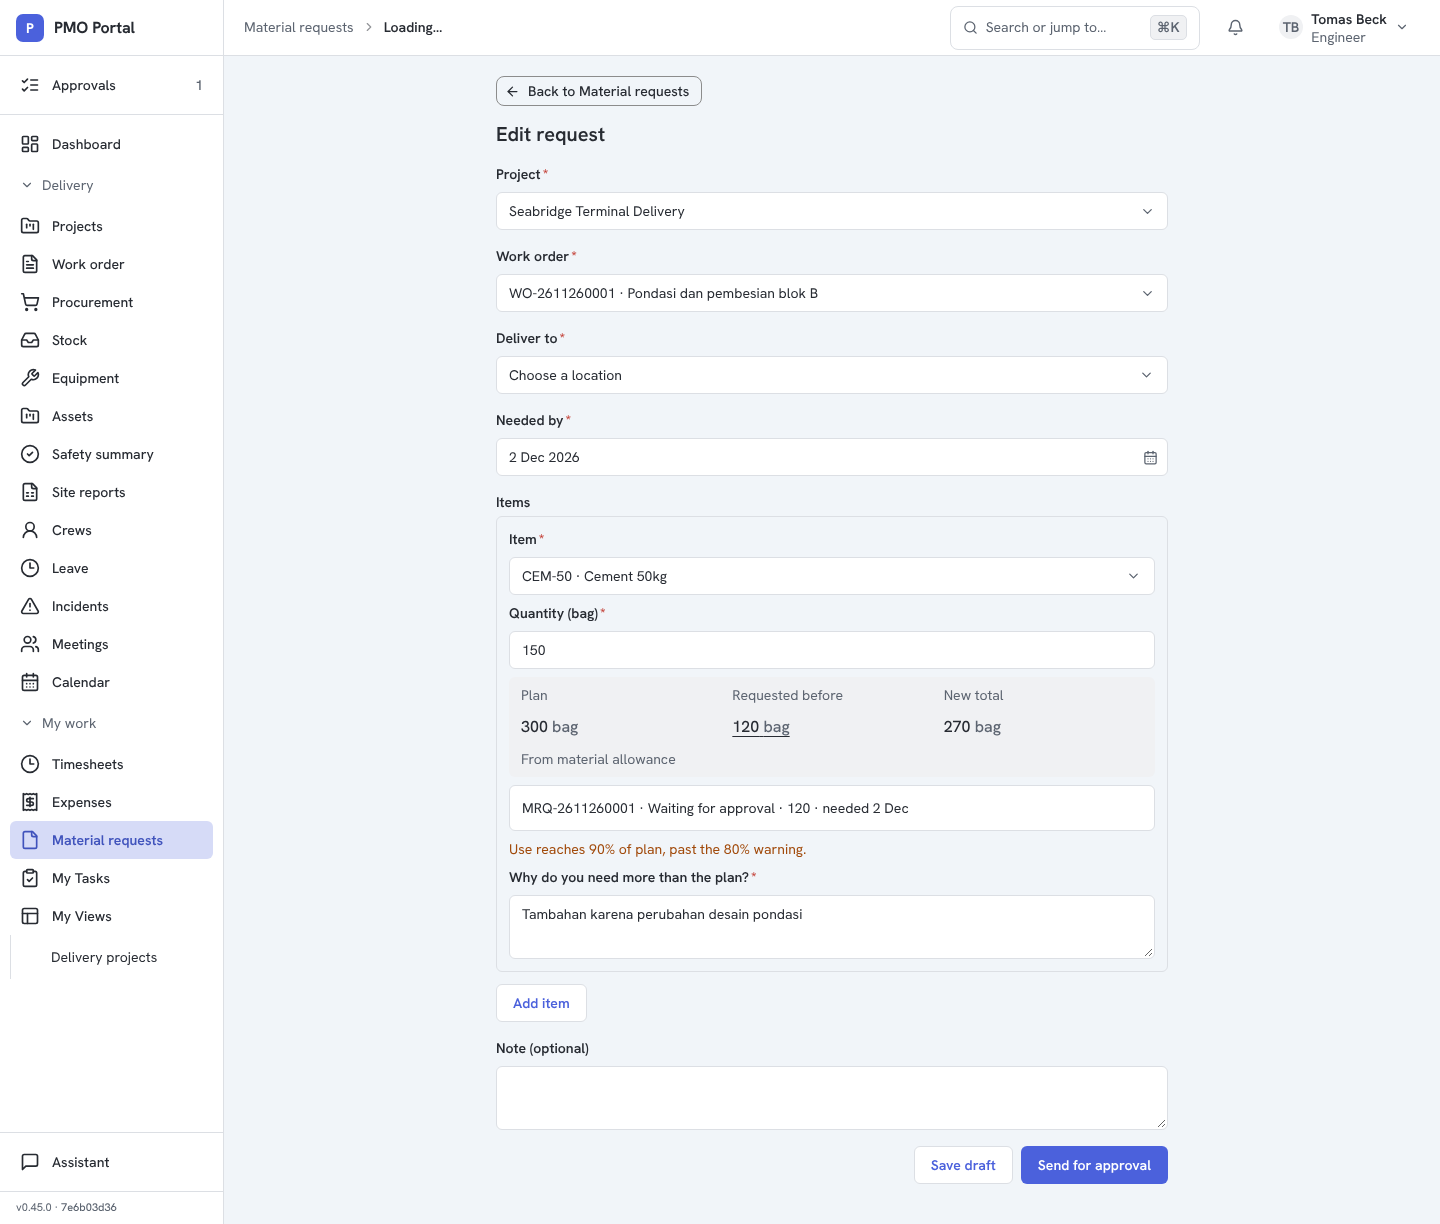 P PMO Portal
Material requests > Loading...
Search or jump to... ⌘K
TB Tomas Beck
Engineer
Approvals 1
Dashboard
Delivery
Projects
Work order
Procurement
Stock
Equipment
Assets
Safety summary
Site reports
Crews
Leave
Incidents
Meetings
Calendar
My work
Timesheets
Expenses
Material requests
My Tasks
My Views
Delivery projects
Assistant
v0.45.0 · 7e6b03d36
Back to Material requests
Edit request
Project *
Seabridge Terminal Delivery
Work order *
WO-2611260001 · Pondasi dan pembesian blok B
Deliver to *
Choose a location
Needed by *
2 Dec 2026
Items
Item *
CEM-50 · Cement 50kg
Quantity (bag) *
150
Plan Requested before New total
300 bag 120 bag 270 bag
From material allowance
MRQ-2611260001 · Waiting for approval · 120 · needed 2 Dec
Use reaches 90% of plan, past the 80% warning.
Why do you need more than the plan? *
Tambahan karena perubahan desain pondasi
Add item
Note (optional)
Save draft Send for approval